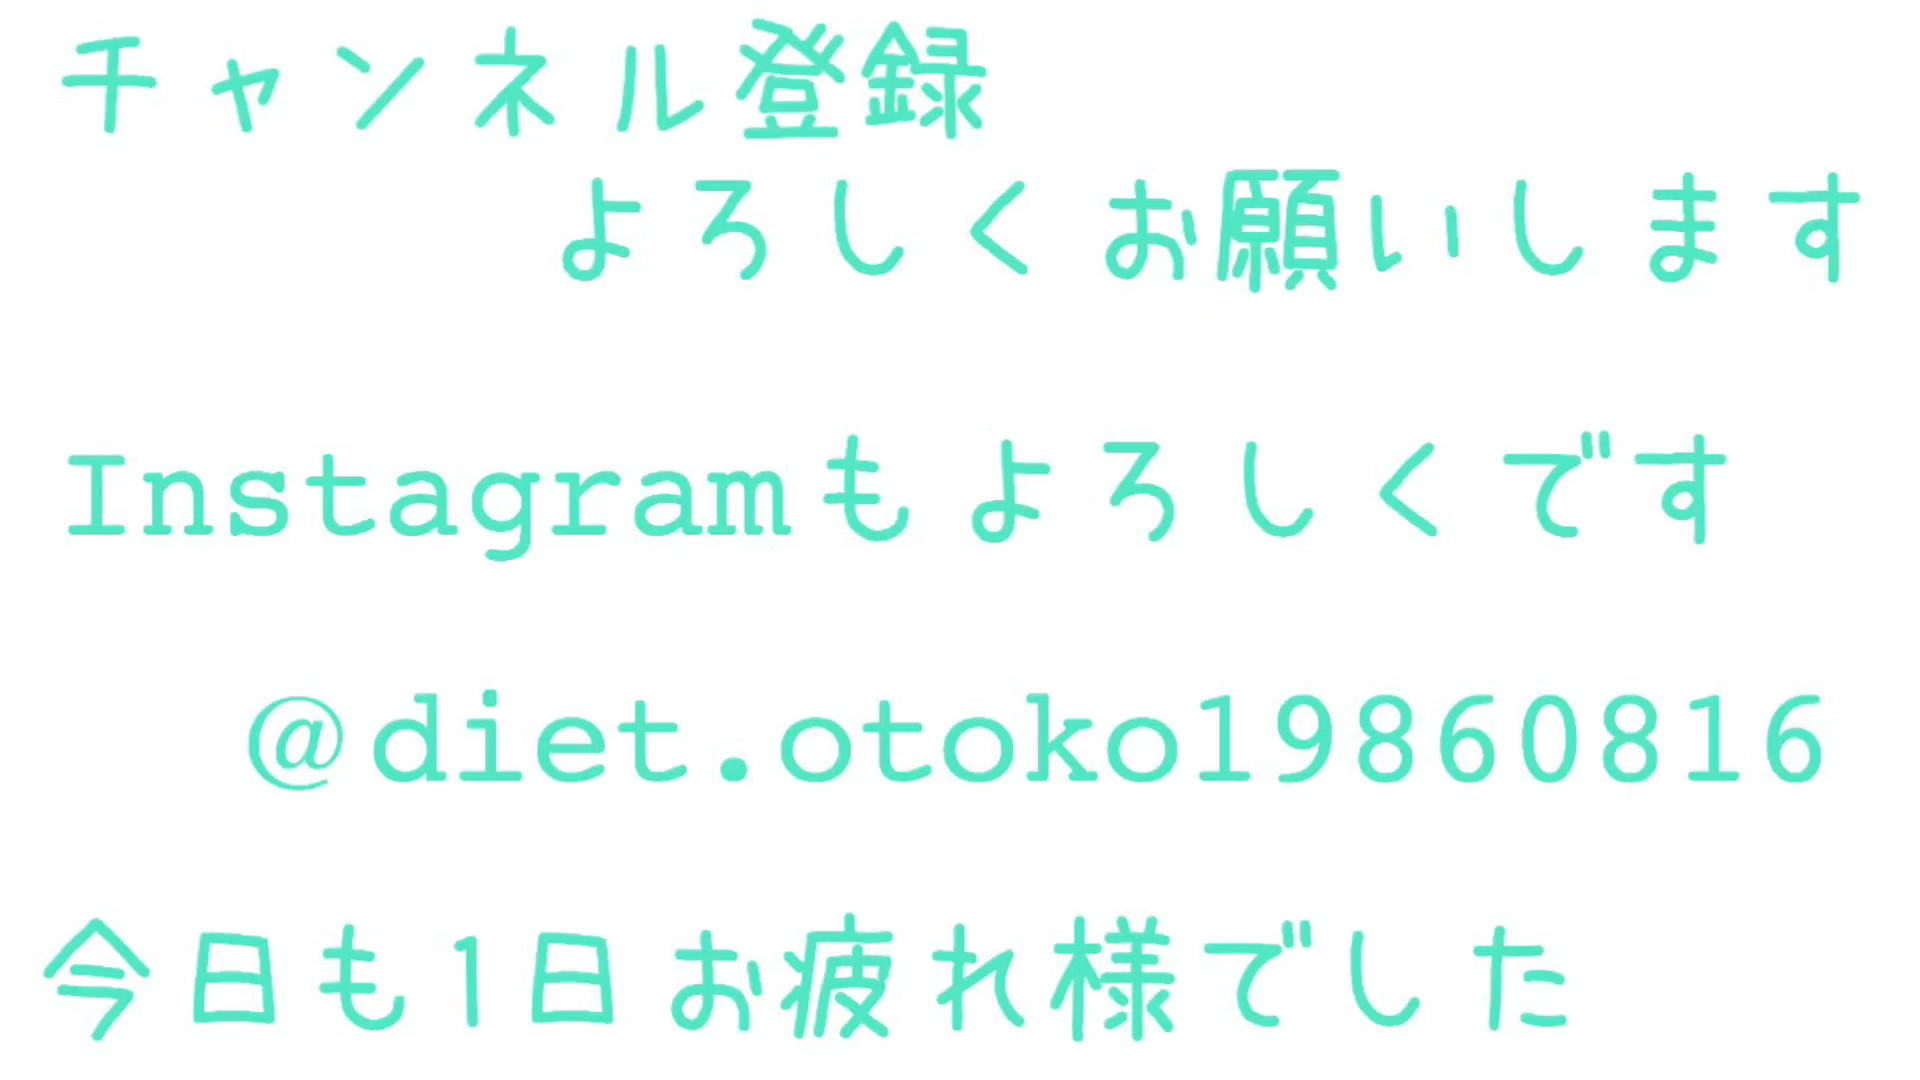 チャンネル登録
よろしくお願いします
Instagramもよろしくです
@diet.otoko19860816
今日も1日お疲れ様でした